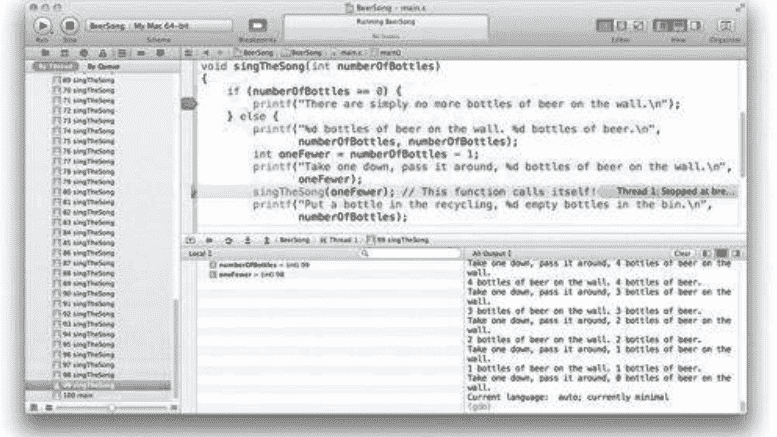 BeerSong - main.c
BeerSong My Mac 64-bit
Running BeerSong
No Issues
Run Stop Scheme Breakpoints Editor View Organizer
BeerSong BeerSong main.c main()
By Thread By Queue
69 singTheSong
70 singTheSong
71 singTheSong
72 singTheSong
73 singTheSong
74 singTheSong
75 singTheSong
76 singTheSong
77 singTheSong
78 singTheSong
79 singTheSong
80 singTheSong
81 singTheSong
82 singTheSong
83 singTheSong
84 singTheSong
85 singTheSong
86 singTheSong
87 singTheSong
88 singTheSong
89 singTheSong
90 singTheSong
91 singTheSong
92 singTheSong
93 singTheSong
94 singTheSong
95 singTheSong
96 singTheSong
97 singTheSong
98 singTheSong
99 singTheSong
100 main
void singTheSong(int numberOfBottles)
{
if (numberOfBottles == 0) {
printf("There are simply no more bottles of beer on the wall.\n");
} else {
printf("%d bottles of beer on the wall. %d bottles of beer.\n",
numberOfBottles, numberOfBottles);
int oneFewer = numberOfBottles - 1;
printf("Take one down, pass it around, %d bottles of beer on the wall.\n",
oneFewer);
singTheSong(oneFewer); // This function calls itself! Thread 1: Stopped at bre...
printf("Put a bottle in the recycling, %d empty bottles in the bin.\n",
numberOfBottles);
BeerSong Thread 1 99 singTheSong
Local
numberOfBottles = (int) 99
oneFewer = (int) 98
All Output Clear
Take one down, pass it around, 4 bottles of beer on the
wall.
4 bottles of beer on the wall. 4 bottles of beer.
Take one down, pass it around, 3 bottles of beer on the
wall.
3 bottles of beer on the wall. 3 bottles of beer.
Take one down, pass it around, 2 bottles of beer on the
wall.
2 bottles of beer on the wall. 2 bottles of beer.
Take one down, pass it around, 1 bottles of beer on the
wall.
1 bottles of beer on the wall. 1 bottles of beer.
Take one down, pass it around, 0 bottles of beer on the
wall.
Current language: auto; currently minimal
(gdb)